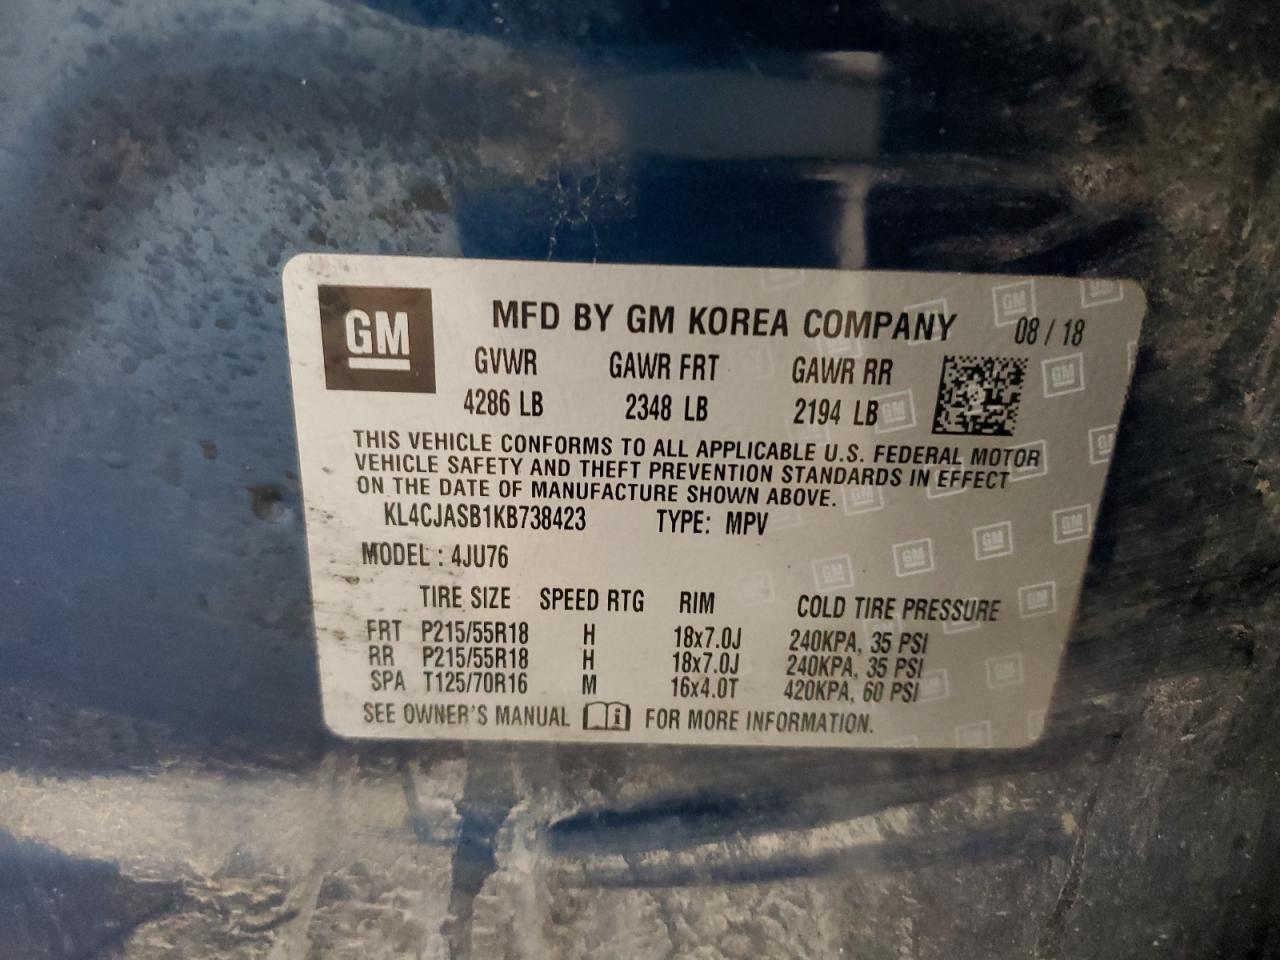 GM
MFD BY GM KOREA COMPANY 08 / 18
GVWR GAWR FRT GAWR RR
4286 LB 2348 LB 2194 LB
THIS VEHICLE CONFORMS TO ALL APPLICABLE U.S. FEDERAL MOTOR
VEHICLE SAFETY AND THEFT PREVENTION STANDARDS IN EFFECT
ON THE DATE OF MANUFACTURE SHOWN ABOVE.
KL4CJASB1KB738423 TYPE: MPV
MODEL : 4JU76
TIRE SIZE SPEED RTG RIM COLD TIRE PRESSURE
FRT P215/55R18 H 18x7.0J 240KPA, 35 PSI
RR P215/55R18 H 18x7.0J 240KPA, 35 PSI
SPA T125/70R16 M 16x4.0T 420KPA, 60 PSI
SEE OWNER'S MANUAL i FOR MORE INFORMATION.